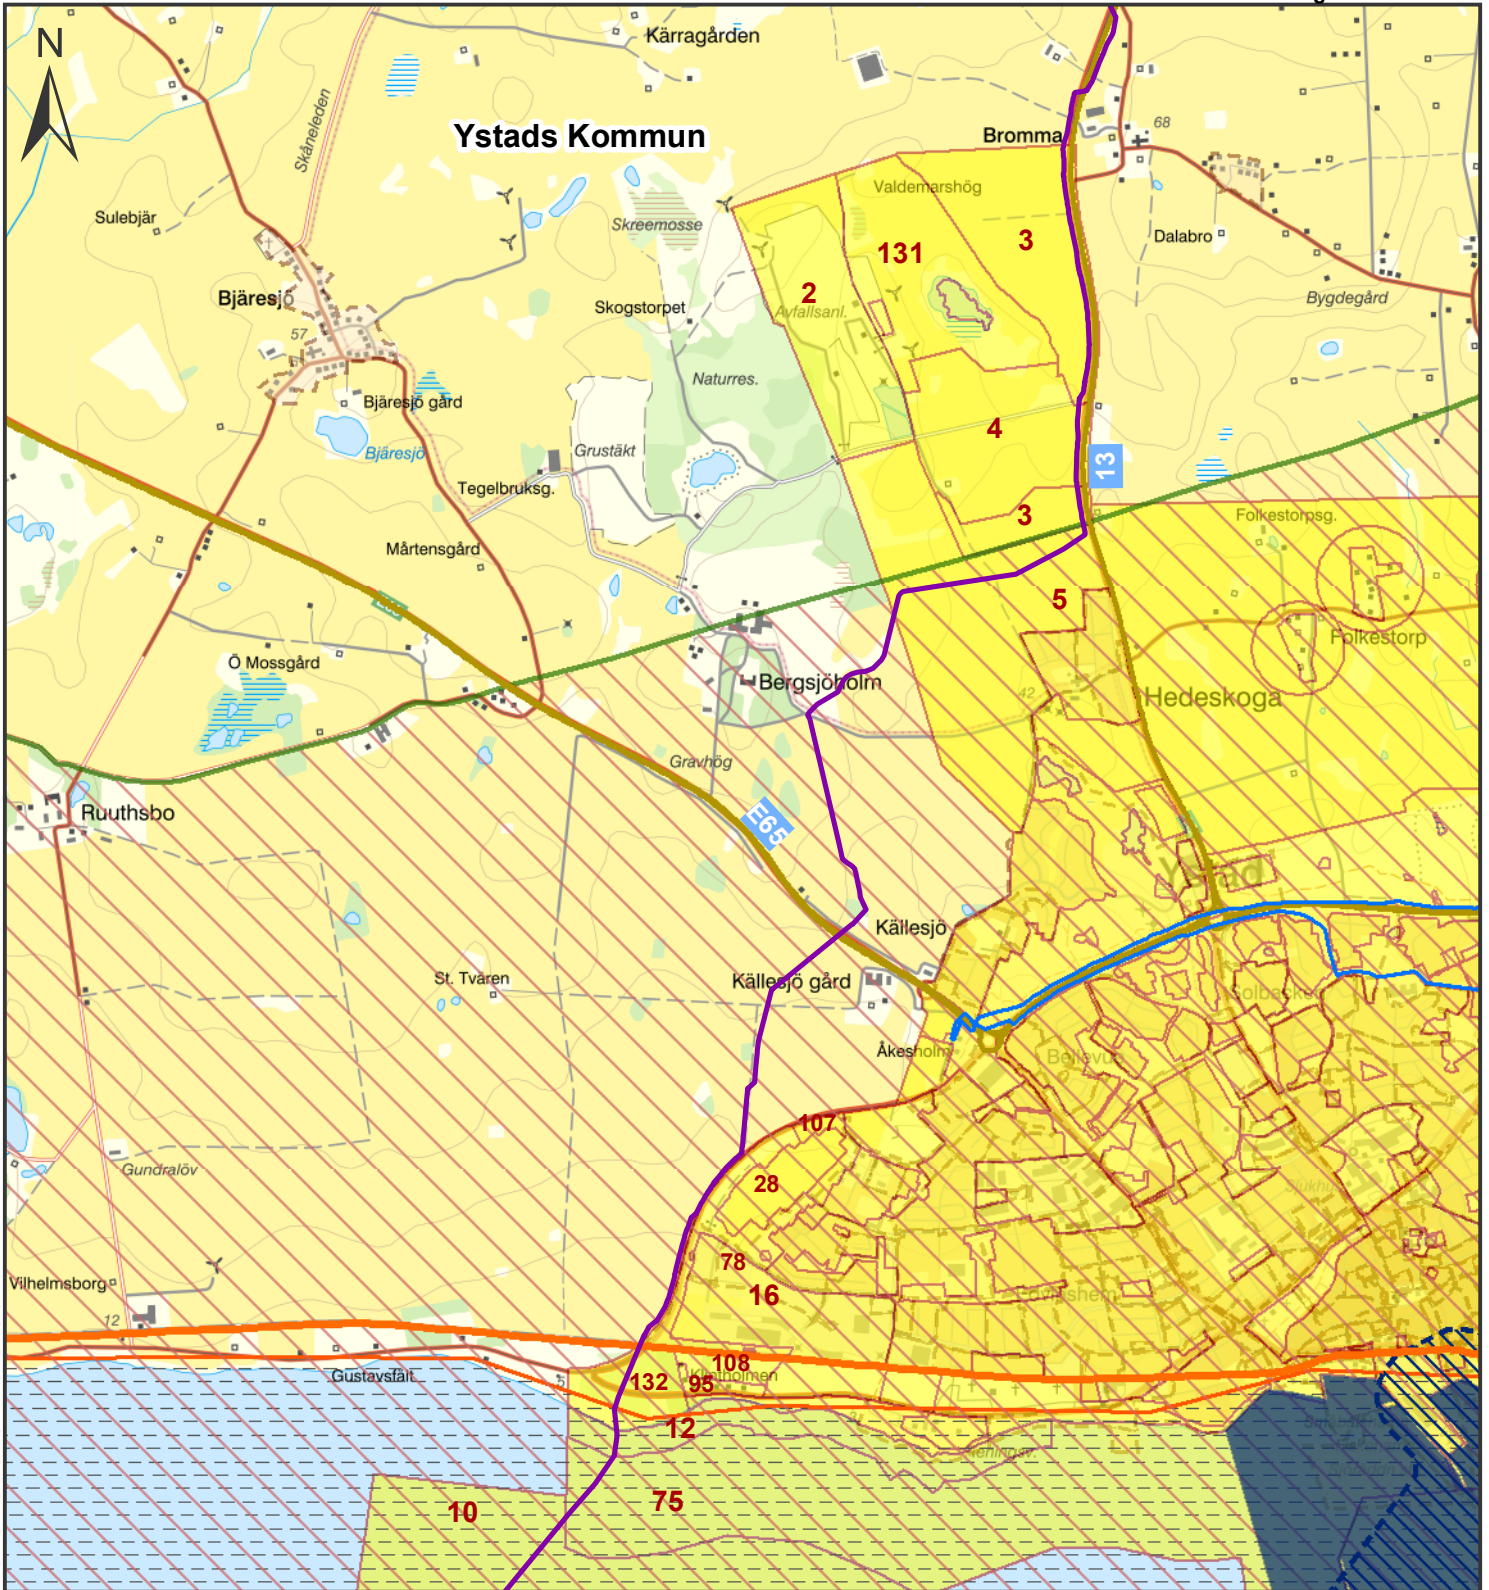 N
Kärragården
Ystads Kommun
Bromma
68
Skåneleden
Valdemarshög
Sulebjär
Skreemosse
131
3
Dalabro
2
Bjäresjö
Skogstorpet
Avfallsanl.
Bygdegård
57
Naturres.
Bjäresjö gård
4
Bjäresjö
Grustäkt
13
Tegelbruksg.
3
Folkestorpsg.
Mårtensgård
5
Folkestorp
Ö Mossgård
Bergsjöholm
42
Hedeskoga
Gravhög
Ruuthsbo
E65
Ystad
Källesjö
St. Tvären
Källesjö gård
Solbacken
Åkesholm
Bellevue
107
Gundralöv
28
Sjukhus
78
Vilhelmsborg
16
12
108
Gustavsfält
132
95
12
75
10